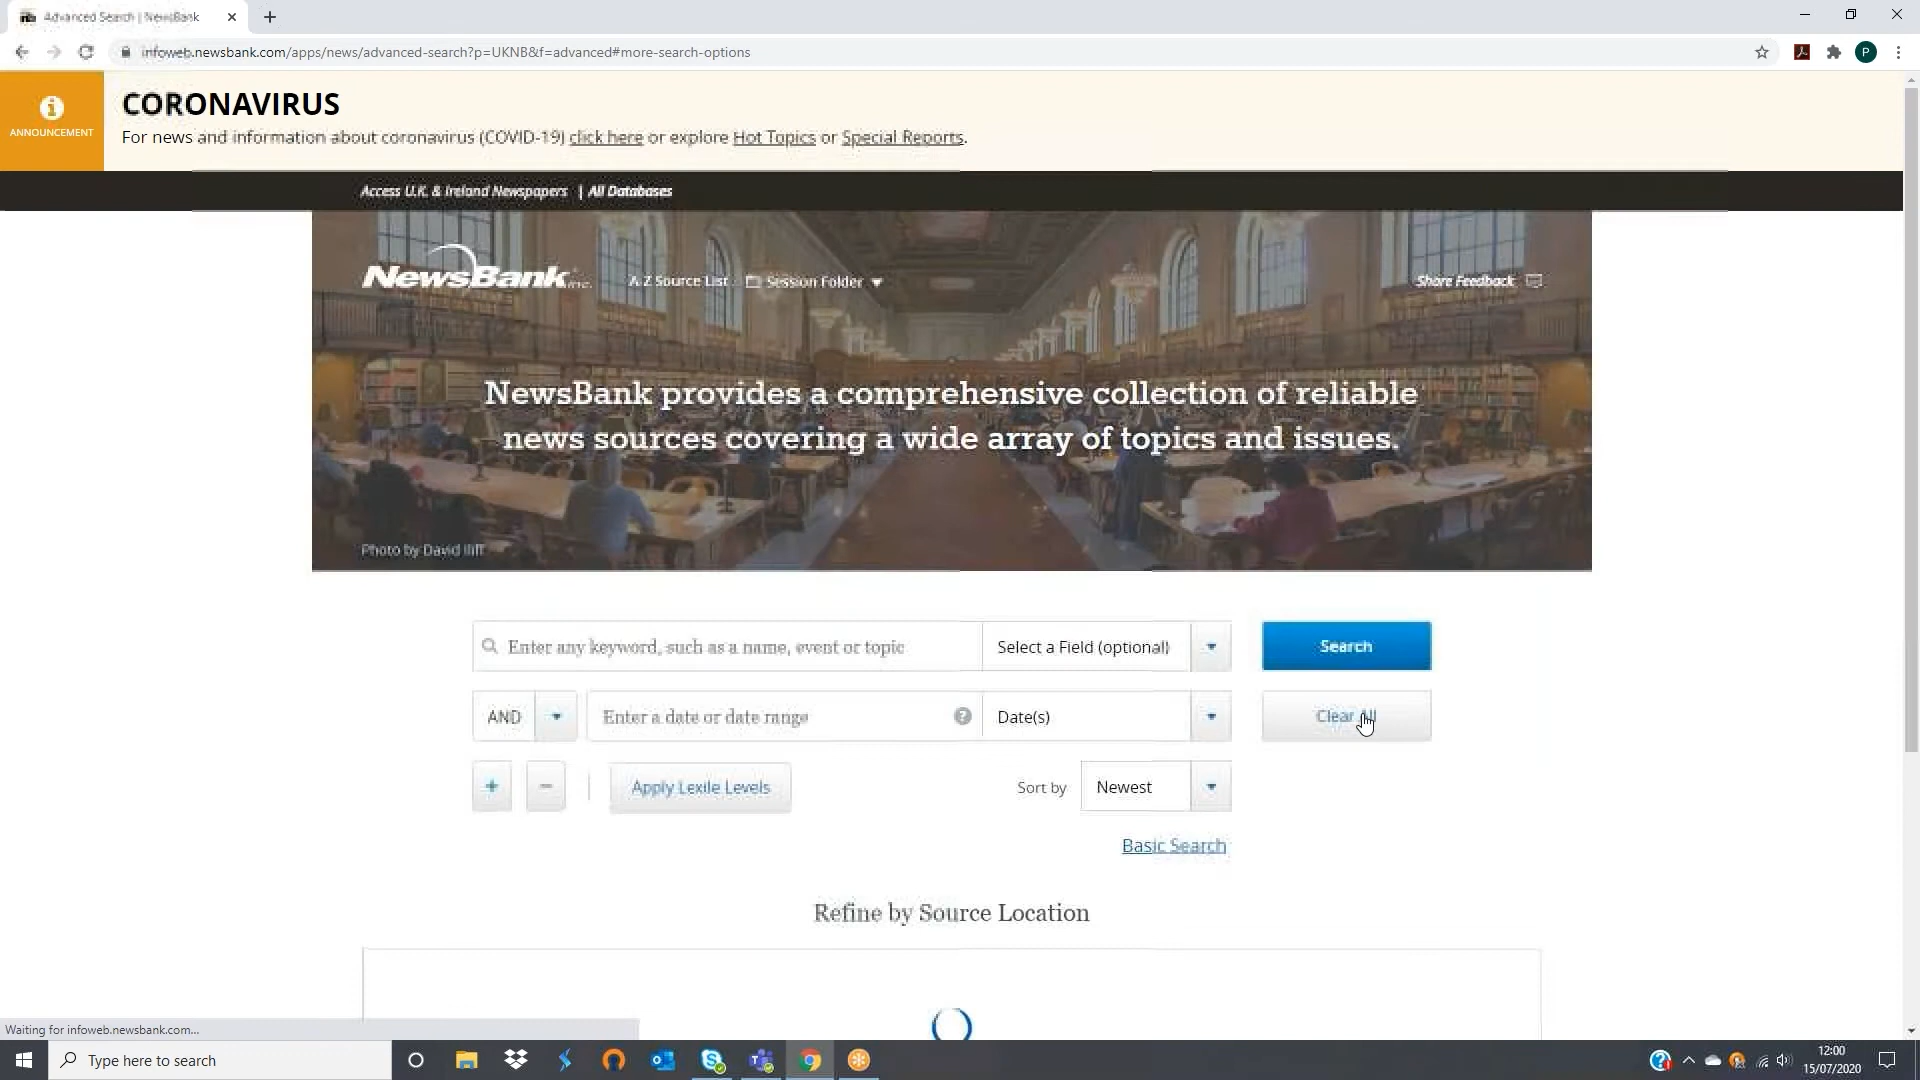 Advanced Search | NewsBank
infoweb.newsbank.com/apps/news/advanced-search?p=UKNB&f=advanced#more-search-options
P
CORONAVIRUS
ANNOUNCEMENT
For news and information about coronavirus (COVID-19) click here or explore Hot Topics or Special Reports.
Access U.K. & Ireland Newspapers | All Databases
NewsBank inc.
A-Z Source List
Session Folder
Share Feedback
NewsBank provides a comprehensive collection of reliable
news sources covering a wide array of topics and issues.
Photo by David Iliff
Enter any keyword, such as a name, event or topic
Select a Field (optional)
Search
AND
Enter a date or date range
?
Date(s)
Clear All
+
−
Apply Lexile Levels
Sort by
Newest
Basic Search
Refine by Source Location
Waiting for infoweb.newsbank.com...
Type here to search
12:00
15/07/2020